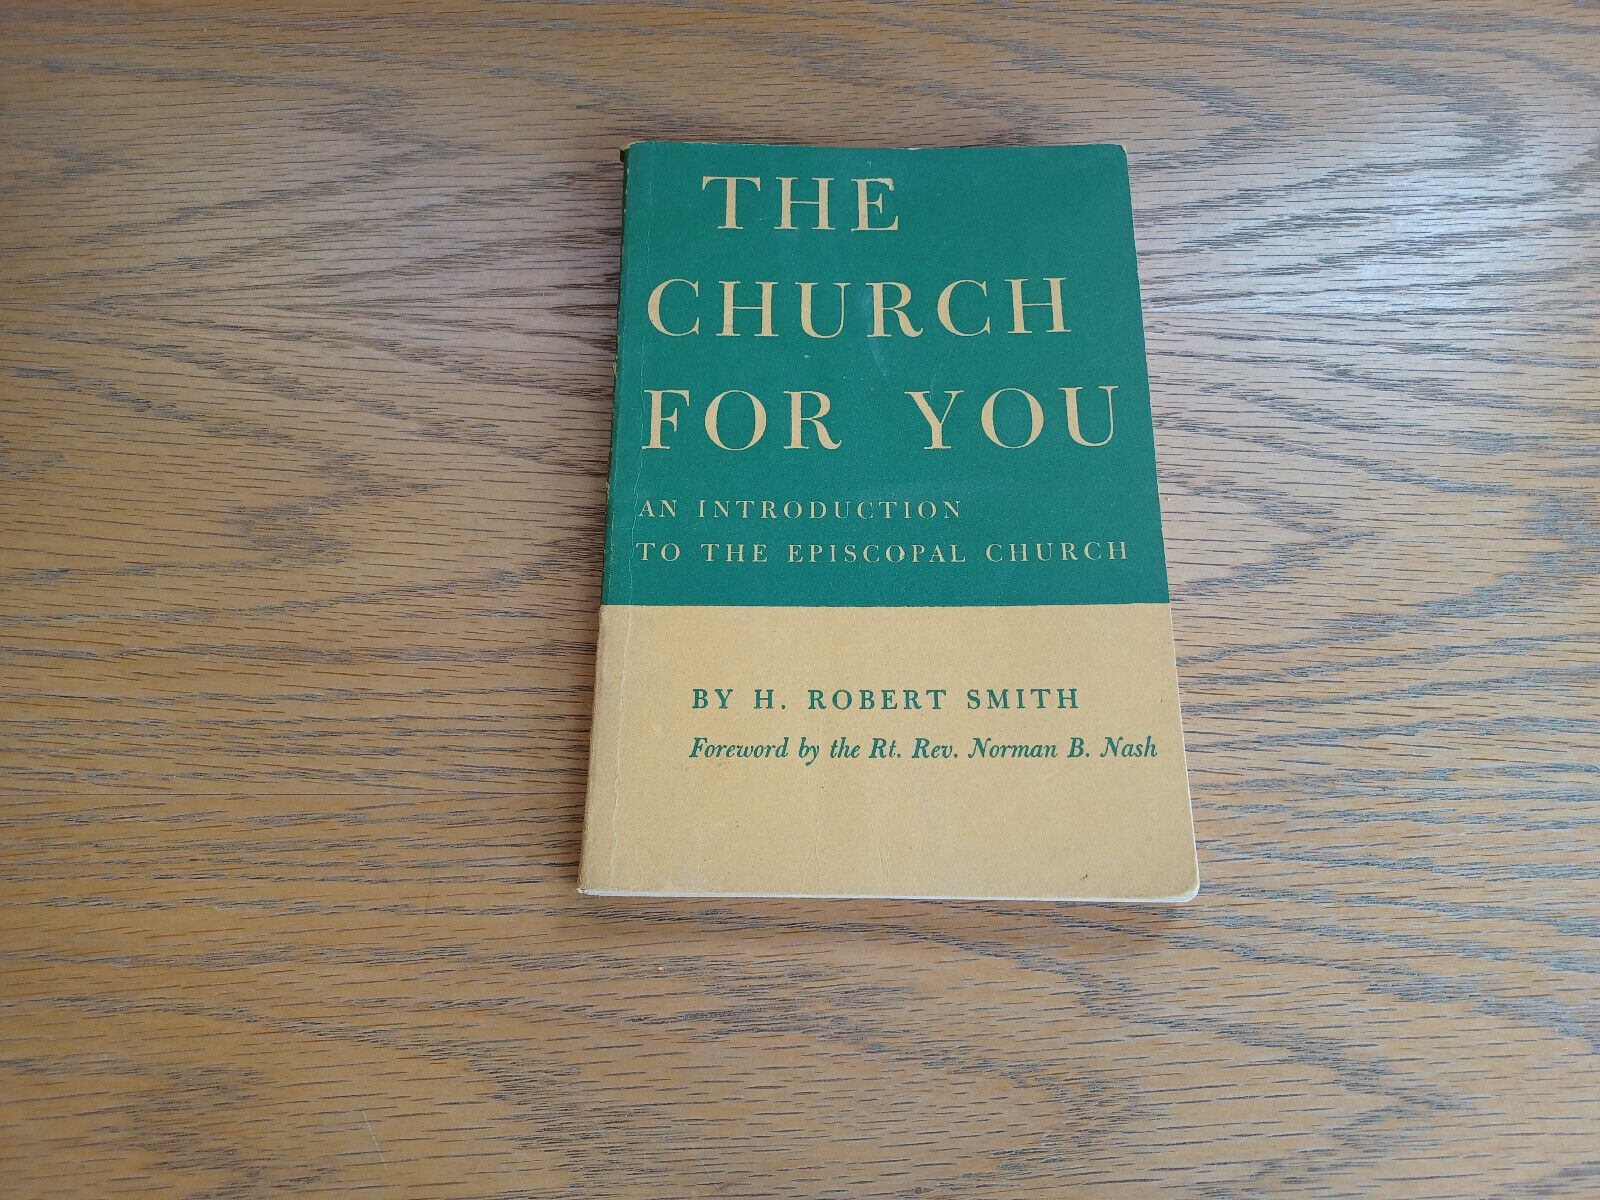 THE
CHURCH
FOR YOU
AN INTRODUCTION
TO THE EPISCOPAL CHURCH
BY H. ROBERT SMITH
Foreword by the Rt. Rev. Norman B. Nash